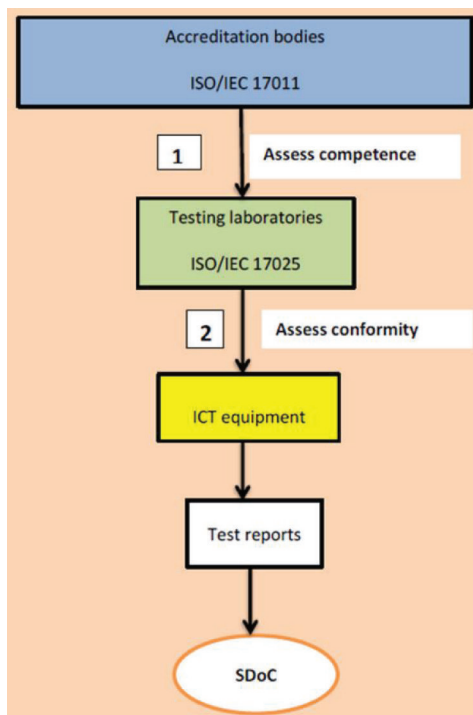 Accreditation bodies
ISO/IEC 17011
1
Assess competence
Testing laboratories
ISO/IEC 17025
2
Assess conformity
ICT equipment
Test reports
SDoC